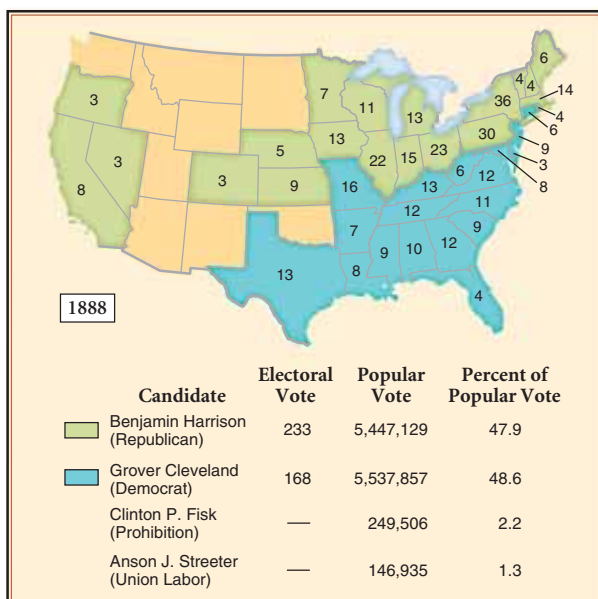 6
4 4
3 7 11 36 14
13 4
5 13 30 6
3 22 15 23 9
8 3 9 16 13 6 12 3
8
12 11
7 9
13 8 9 10 12
4
1888
Electoral Popular Percent of
Candidate Vote Vote Popular Vote
Benjamin Harrison
(Republican) 233 5,447,129 47.9
Grover Cleveland
(Democrat) 168 5,537,857 48.6
Clinton P. Fisk
(Prohibition) — 249,506 2.2
Anson J. Streeter
(Union Labor) — 146,935 1.3